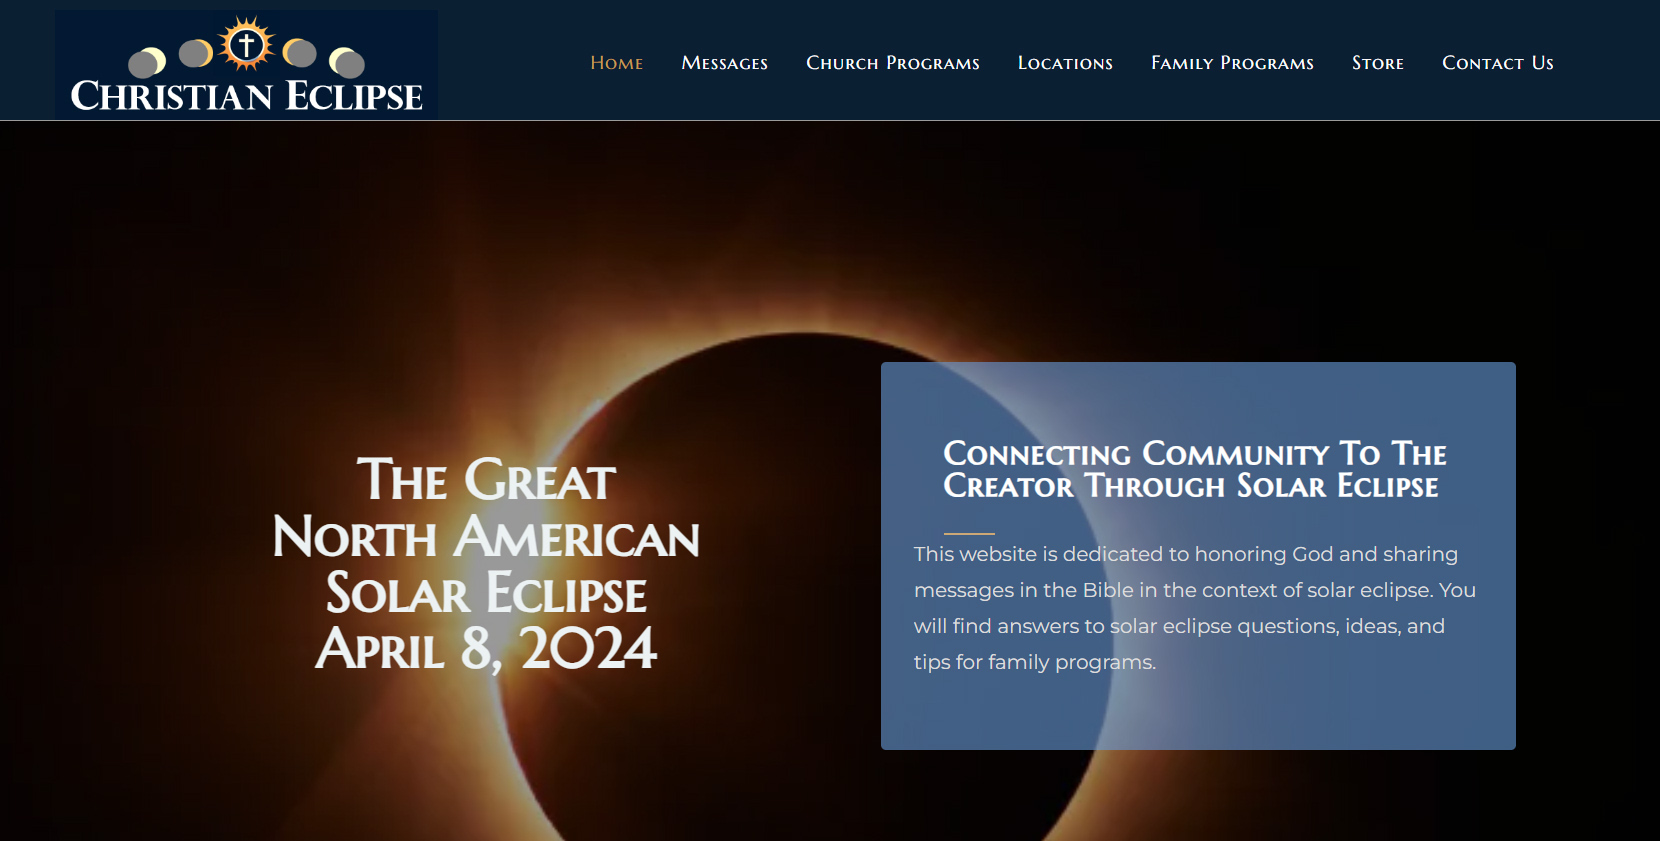 Christian Eclipse
Home Messages Church Programs Locations Family Programs Store Contact Us
The Great
North American
Solar Eclipse
April 8, 2024
Connecting Community To The
Creator Through Solar Eclipse
This website is dedicated to honoring God and sharing
messages in the Bible in the context of solar eclipse. You
will find answers to solar eclipse questions, ideas, and
tips for family programs.